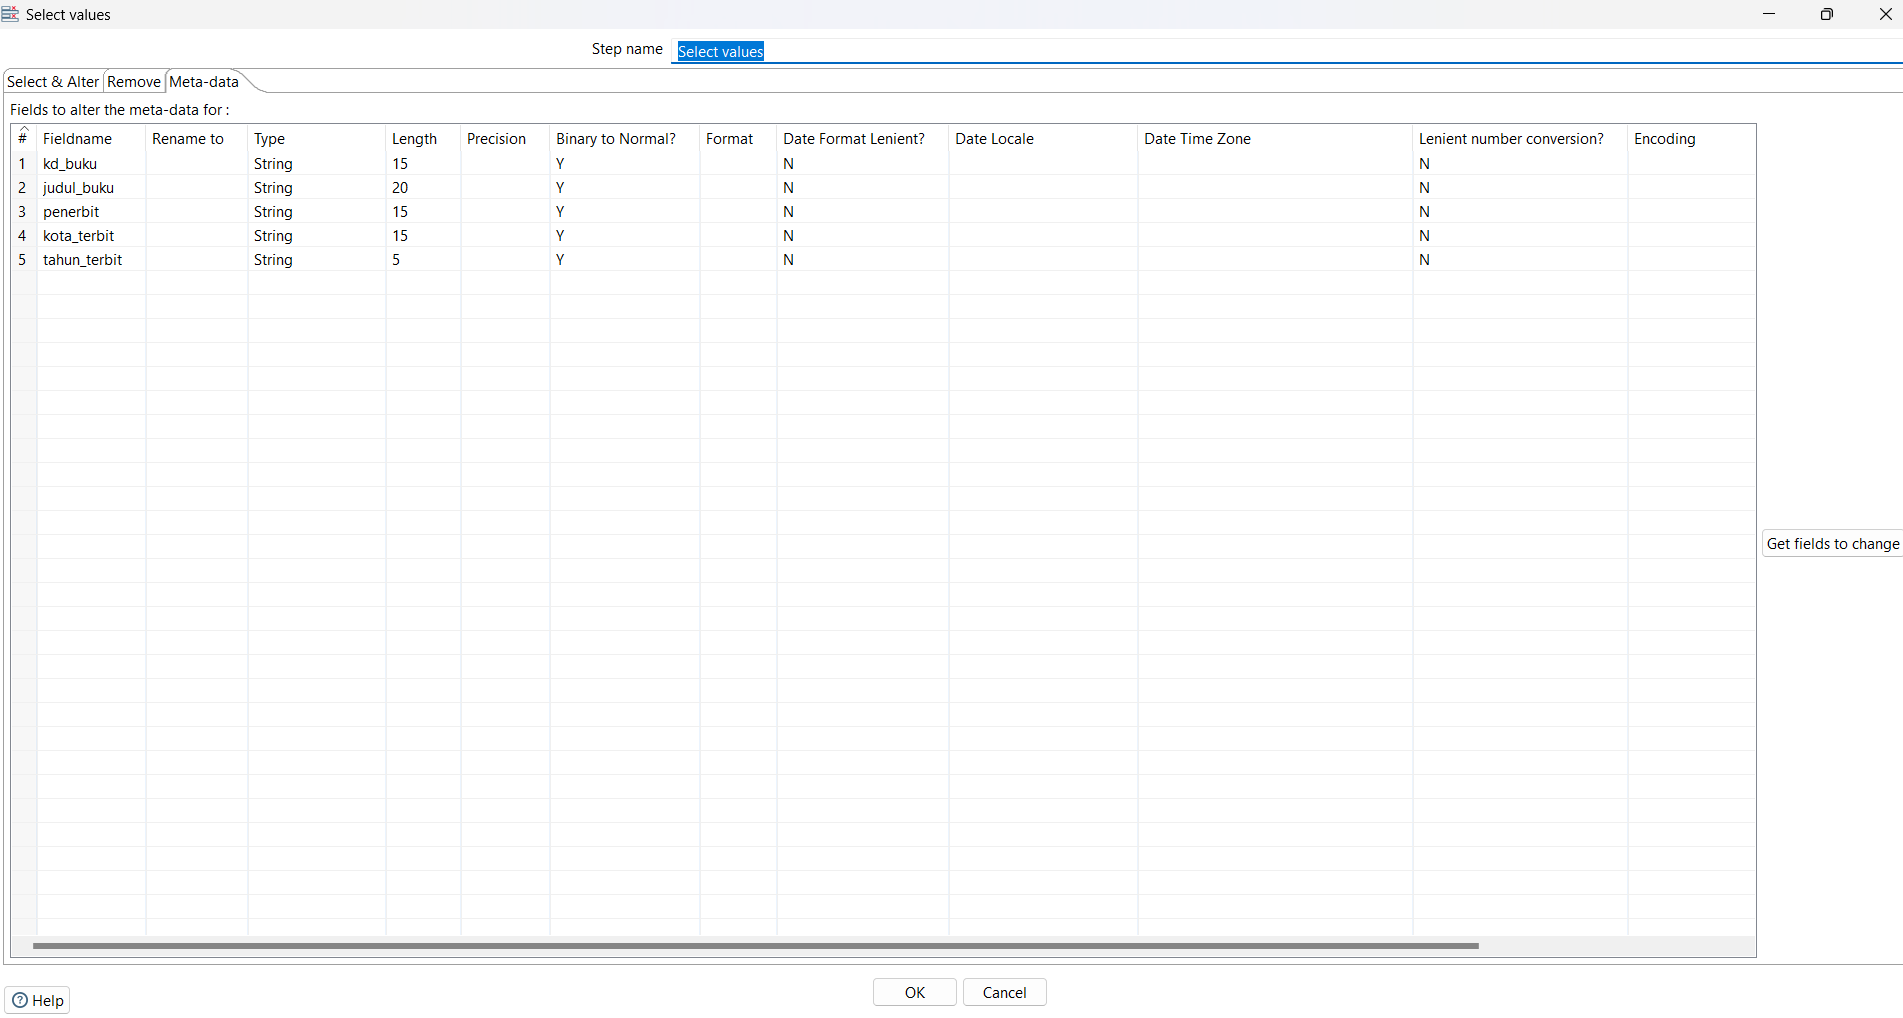 Select values
Step name Select values
Select & Alter Remove Meta-data
Fields to alter the meta-data for :
# Fieldname Rename to Type Length Precision Binary to Normal? Format Date Format Lenient? Date Locale Date Time Zone Lenient number conversion? Encoding
1 kd_buku String 15 Y N N
2 judul_buku String 20 Y N N
3 penerbit String 15 Y N N
4 kota_terbit String 15 Y N N
5 tahun_terbit String 5 Y N N
Get fields to change
OK Cancel
Help